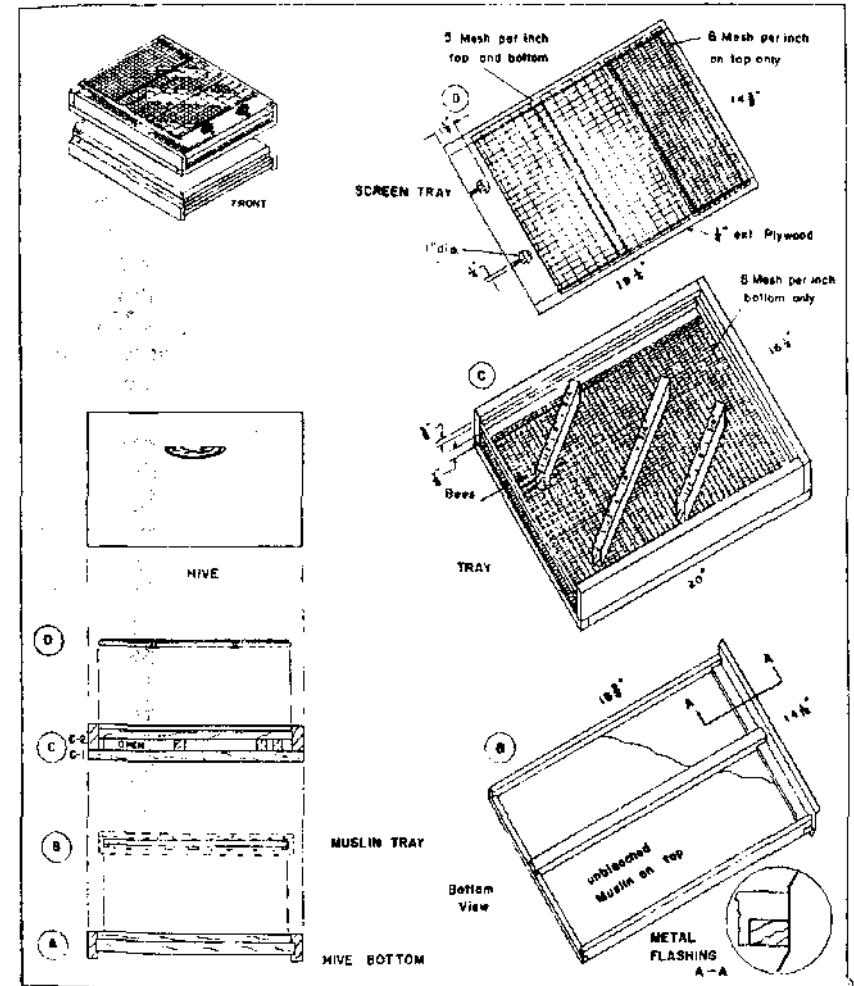 FRONT
5 Mesh per inch
top and bottom
8 Mesh per inch
on top only
D
SCREEN TRAY
1" dia.
ext Plywood
8 Mesh per inch
bottom only
C
Bees
TRAY
20"
HIVE
D
C-2
C
C-1
OPEN
B
MUSLIN TRAY
A
HIVE BOTTOM
B
A
A
unbleached
Muslin on top
Bottom
View
METAL
FLASHING
A-A